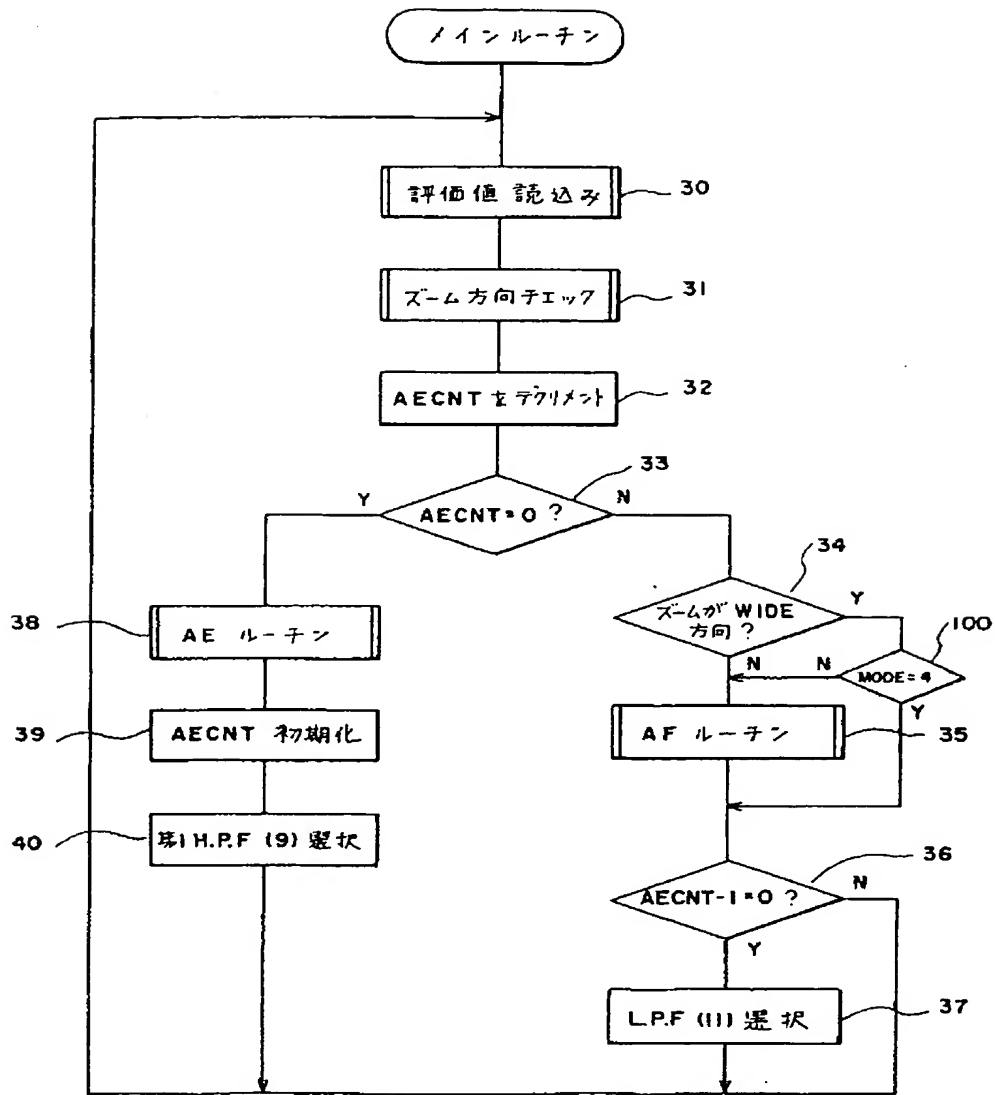 メインルーチン
評価値読込み
30
ズーム方向チェック
31
AECNTをデクリメント
32
33
Y
AECNT=0 ?
N
34
ズームがWIDE
方向?
Y
100
N
N
MODE=4
Y
38
AE ルーチン
AF ルーチン
35
39
AECNT 初期化
40
第1 H.P.F (9) 選択
36
AECNT-1=0 ?
N
Y
L.P.F (11) 選択
37